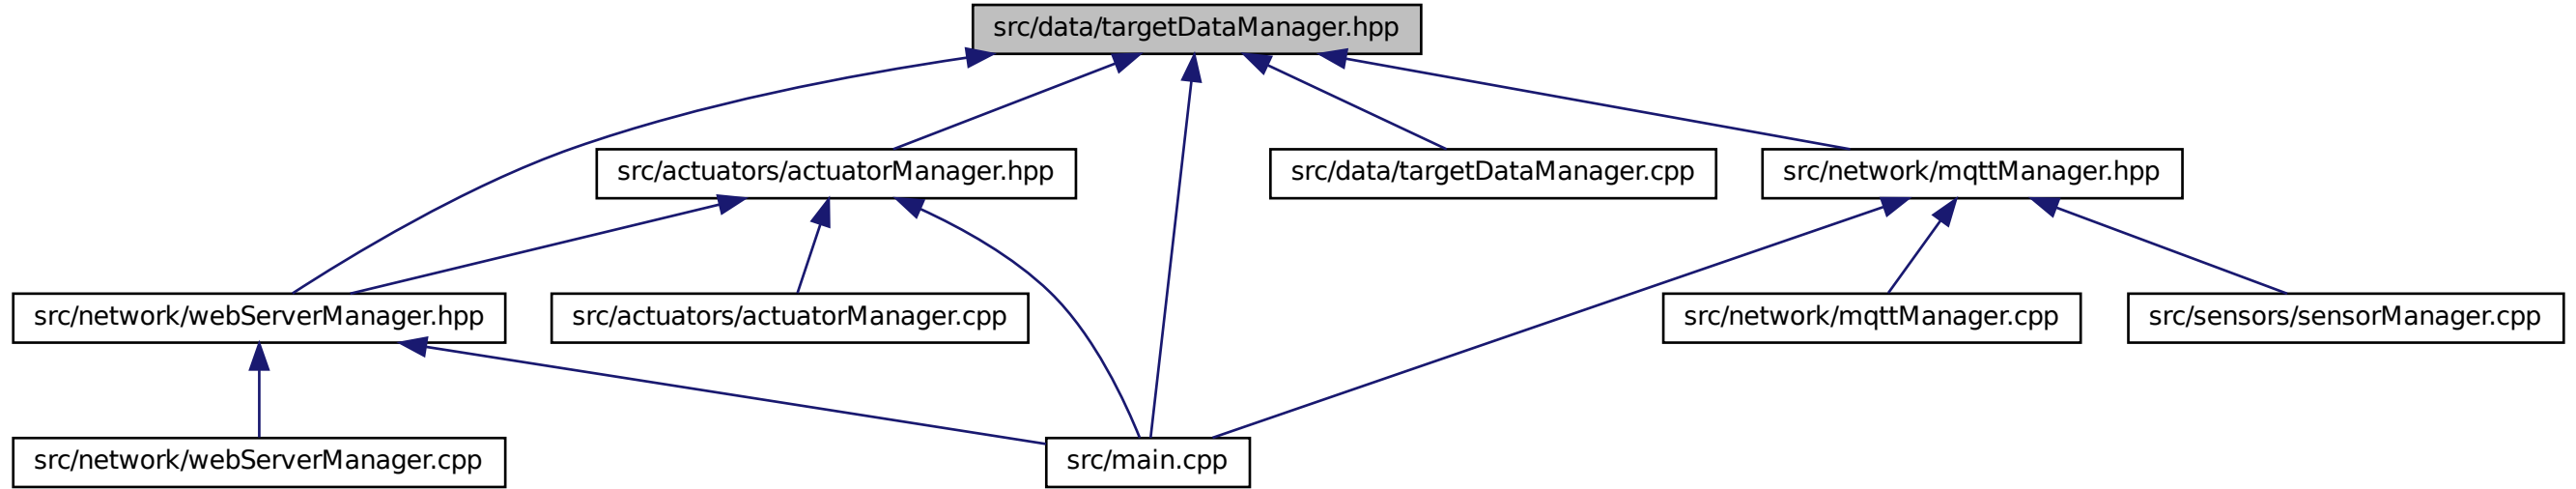 src/data/targetDataManager.hpp
src/actuators/actuatorManager.hpp
src/data/targetDataManager.cpp
src/network/mqttManager.hpp
src/network/webServerManager.hpp
src/actuators/actuatorManager.cpp
src/network/mqttManager.cpp
src/sensors/sensorManager.cpp
src/network/webServerManager.cpp
src/main.cpp